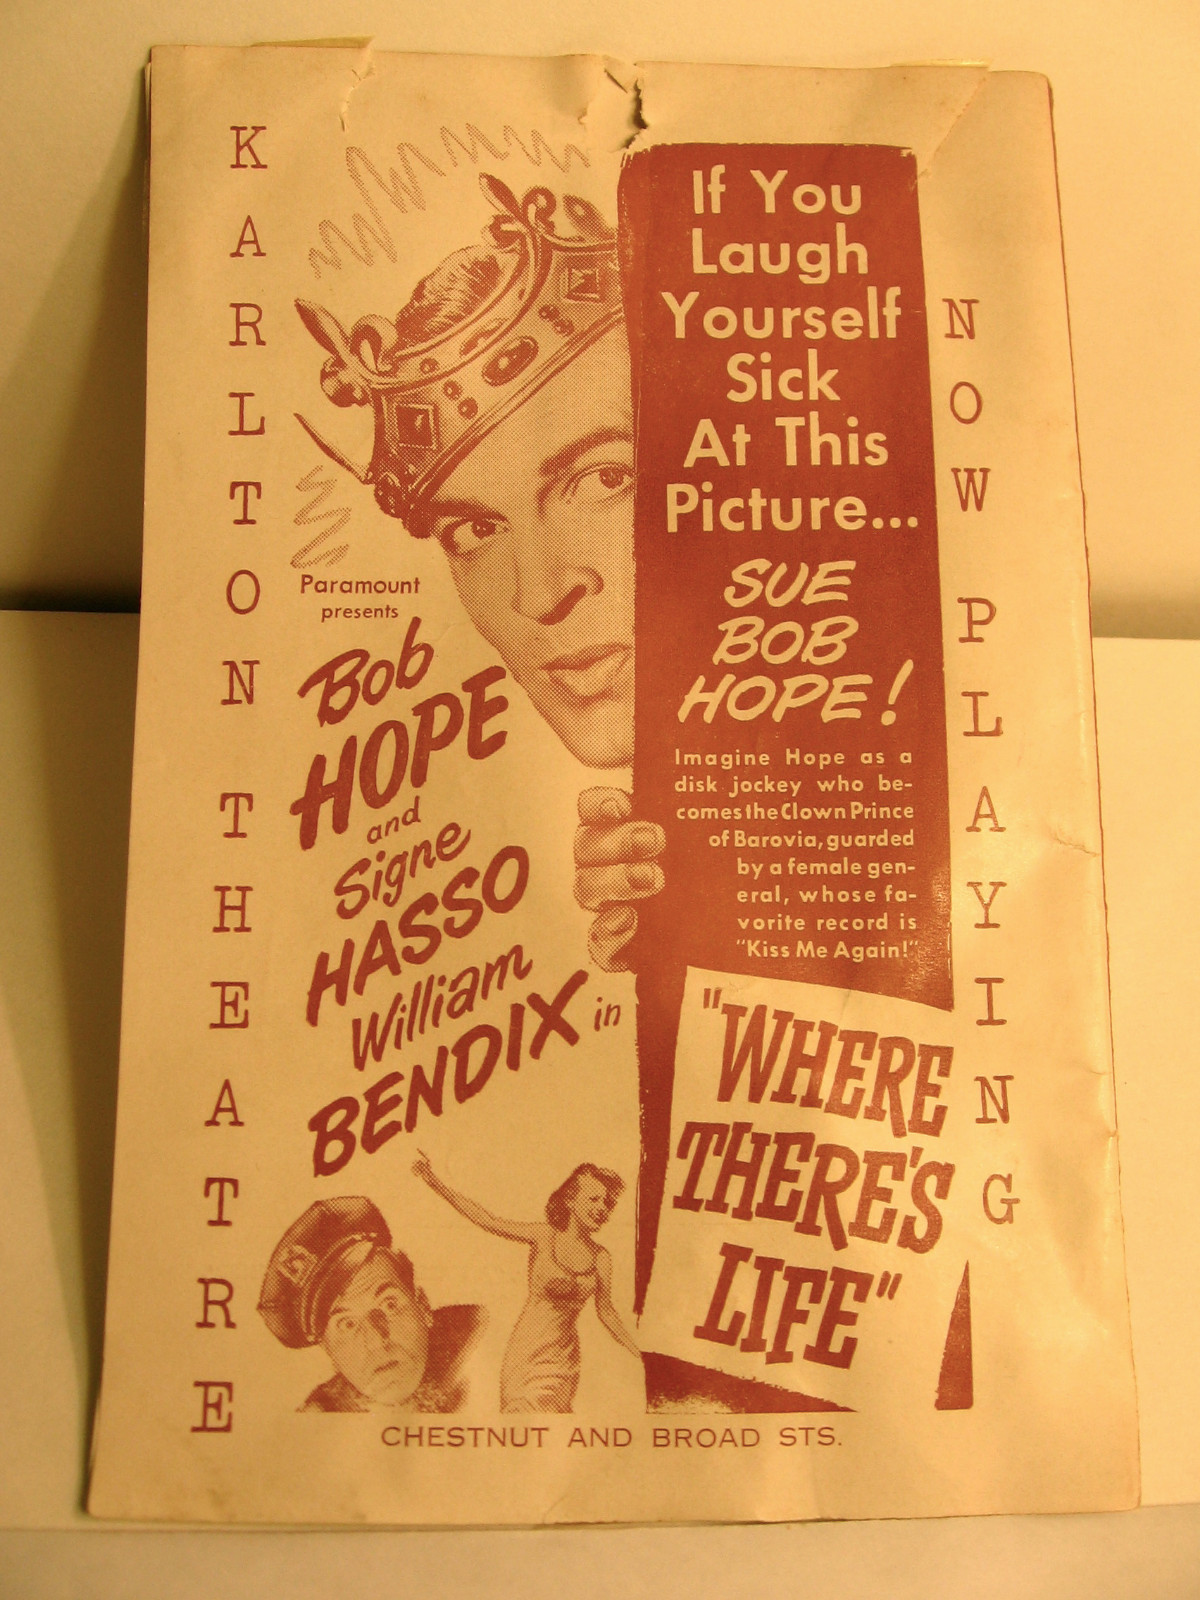 KARLTON THEATRE
If You
Laugh
Yourself
Sick
At This
Picture...
SUE
BOB
HOPE!
Imagine Hope as a
disk jockey who be-
comes the Clown Prince
of Barovia, guarded
by a female gen-
eral, whose fa-
vorite record is
"Kiss Me Again!"
Paramount
presents
Bob
HOPE
and
Signe
HASSO
William
BENDIX in
"WHERE
THERE'S
LIFE"
NOW PLAYING
CHESTNUT AND BROAD STS.